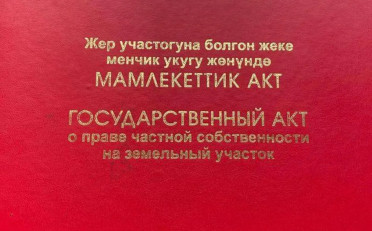 Жер участогуна болгон жеке
менчик укугу жөнүндө
МАМЛЕКЕТТИК АКТ
ГОСУДАРСТВЕННЫЙ АКТ
о праве частной собственности
на земельный участок